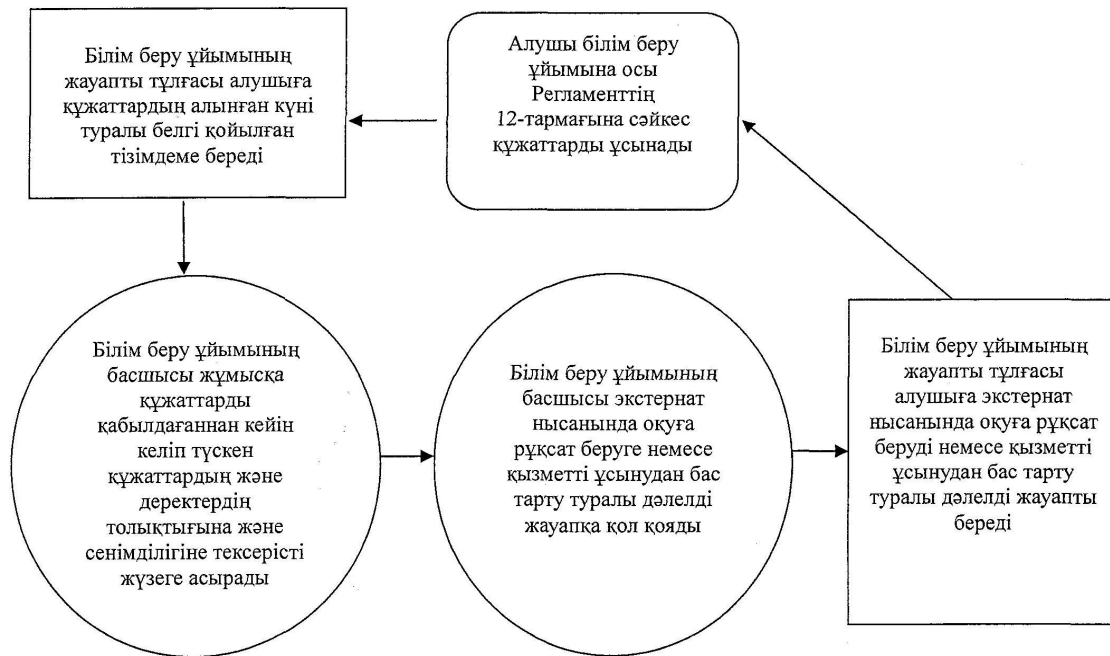 Білім беру ұйымының
жауапты тұлғасы алушыға
құжаттардың алынған күні
туралы белгі қойылған
тізімдеме береді
Алушы білім беру
ұйымына осы
Регламенттің
12-тармағына сәйкес
құжаттарды ұсынады
Білім беру ұйымының
басшысы жұмысқа
құжаттарды
қабылдағаннан кейін
келіп түскен
құжаттардың және
деректердің
толықтығына және
сенімділігіне тексерісті
жүзеге асырады
Білім беру ұйымының
басшысы экстернат
нысанында оқуға
рұқсат беруге немесе
қызметті ұсынудан бас
тарту туралы дәлелді
жауапқа қол қояды
Білім беру ұйымының
жауапты тұлғасы
алушыға экстернат
нысанында оқуға рұқсат
беруді немесе қызметті
ұсынудан бас тарту
туралы дәлелді жауапты
береді